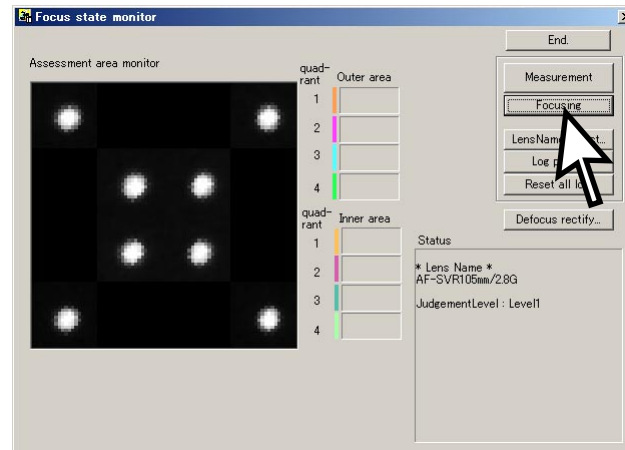 Focus state monitor
End.
Assessment area monitor
quad-
rant
Outer area
1
2
3
4
quad-
rant
Inner area
1
2
3
4
Measurement
Focusing
Reset all
Defocus rectify...
Status
* Lens Name *
AF-SVR105mm/2.8G
JudgementLevel : Level1